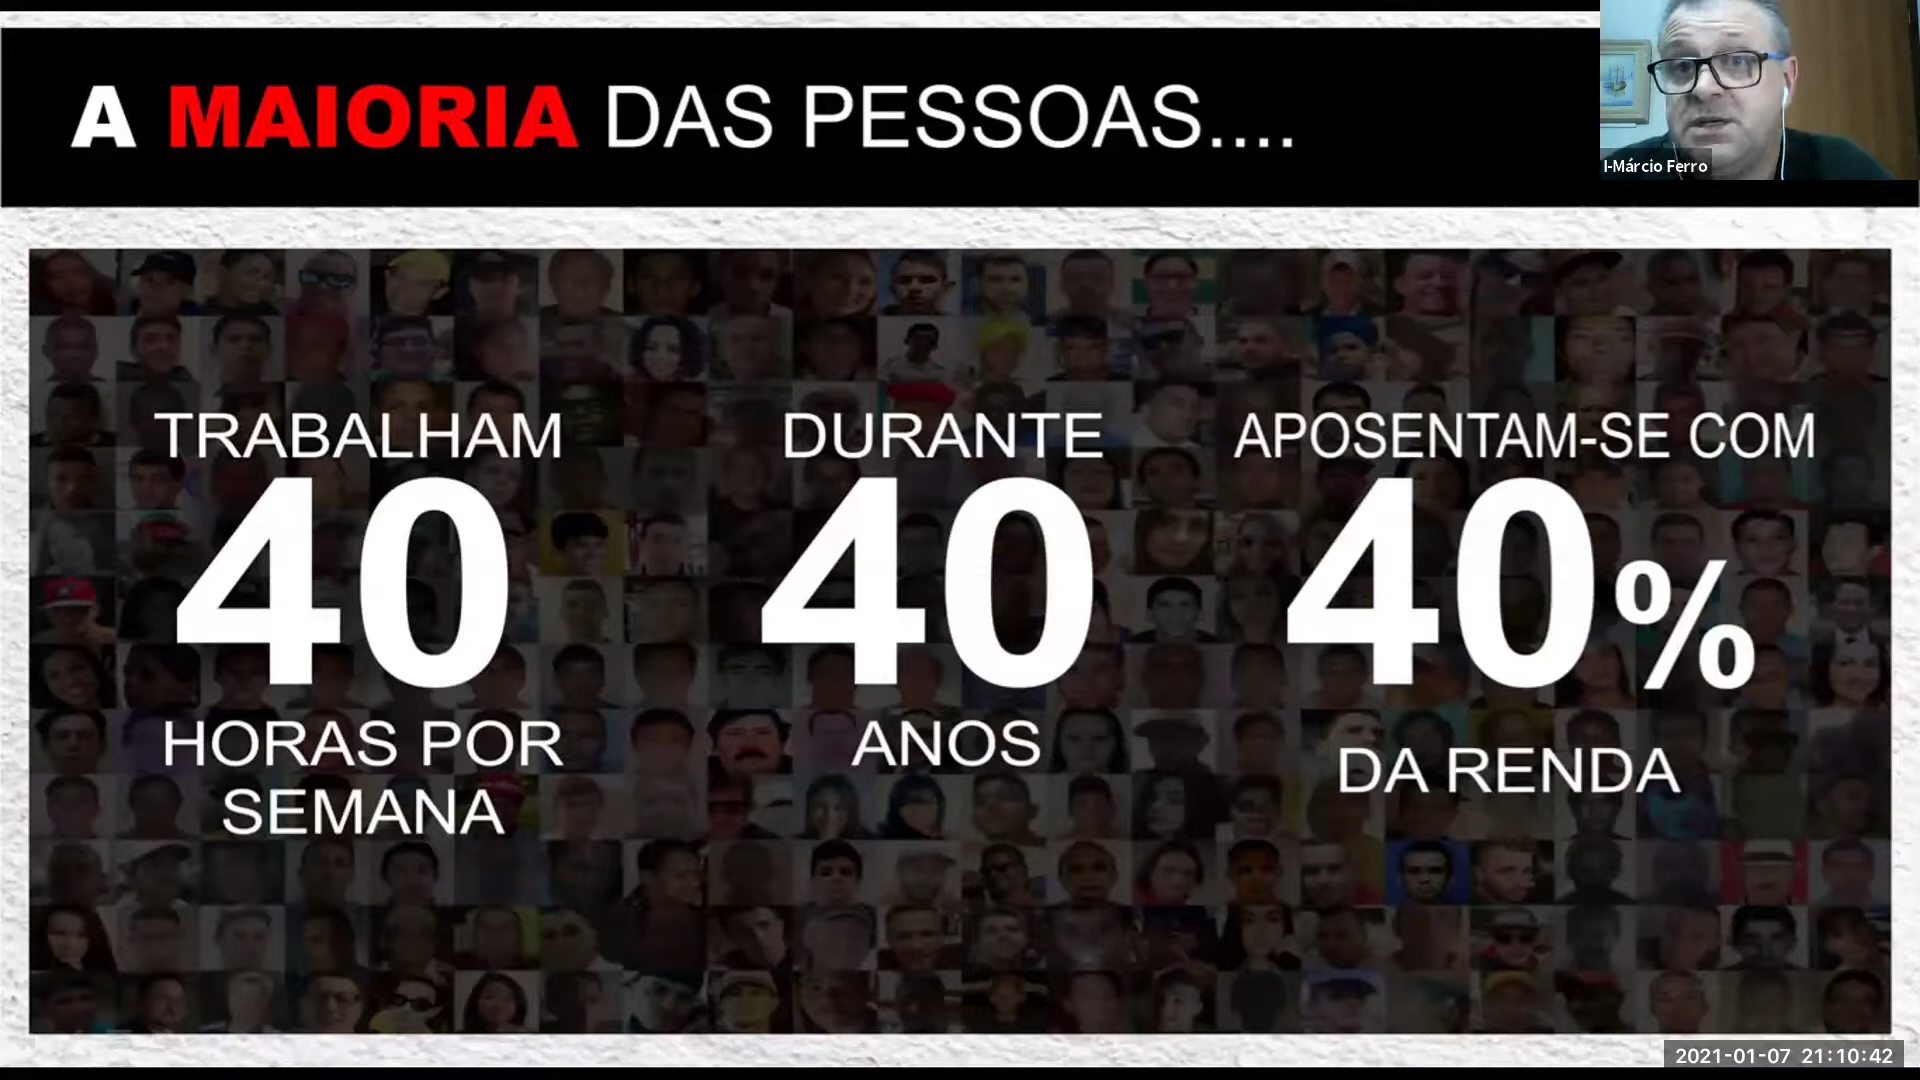 A MAIORIA DAS PESSOAS....
I-Márcio Ferro
TRABALHAM
40
HORAS POR
SEMANA
DURANTE
40
ANOS
APOSENTAM-SE COM
40%
DA RENDA
2021-01-07 21:10:42